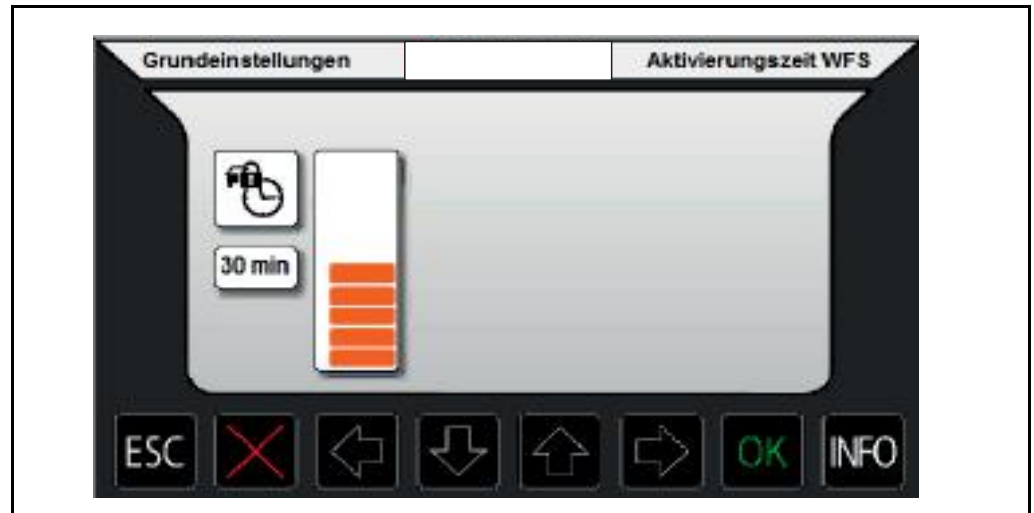 Grundeinstellungen
Aktivierungszeit WFS
30 min
ESC
OK
INFO